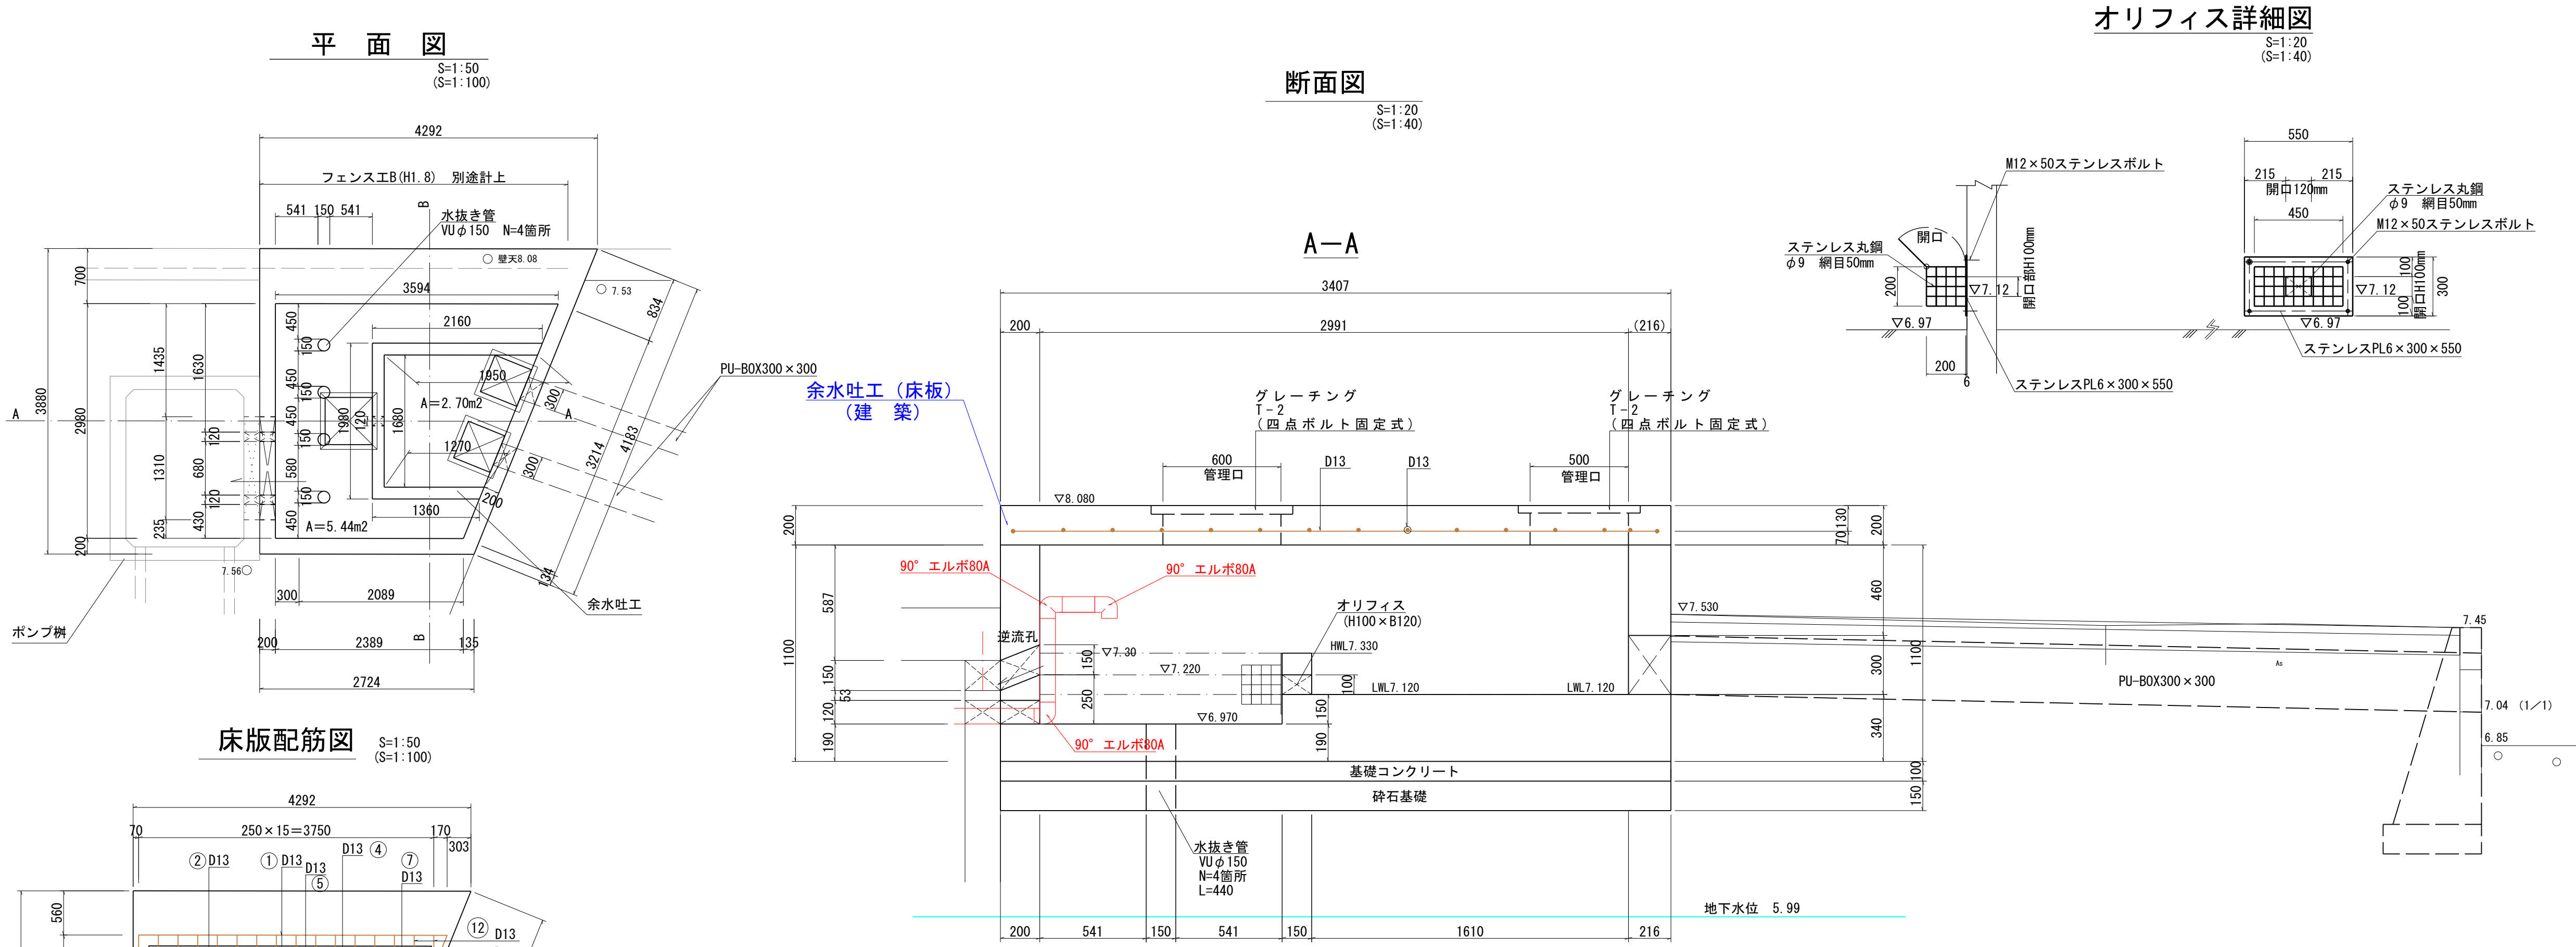 平 面 図
S=1:50
(S=1:100)
4292
フェンス工B(H1.8) 別途計上
541 150 541
B
水抜き管
VUφ150 N=4箇所
壁天8.08
7.53
700
3594
834
450
150
2160
1435
1630
PU-BOX300×300
3880
2980
450
150
1950
300
A=2.70m2
A
A
450
1980
120
1680
120
150
1270
3214
4183
1310
680
580
300
150
200
120
1360
235
430
450
A=5.44m2
200
7.56
134
300
2089
余水吐工
ポンプ桝
200
2389
135
B
2724
床版配筋図
S=1:50
(S=1:100)
4292
70
250×15=3750
170
303
② D13
① D13
D13
⑤
D13 ④
⑦
D13
560
⑫ D13
断面図
S=1:20
(S=1:40)
A—A
3407
200
2991
(216)
余水吐工（床板）
（建 築）
グレーチング
T-2
(四点ボルト固定式)
グレーチング
T-2
(四点ボルト固定式)
600
管理口
D13
D13
500
管理口
▽8.080
200
130
70
200
90°エルボ80A
90°エルボ80A
587
460
オリフィス
(H100×B120)
▽7.530
7.45
逆流孔
1100
▽7.30
HWL7.330
150
150
▽7.220
300
1100
53
250
100
LWL7.120
LWL7.120
As
PU-BOX300×300
120
▽6.970
150
7.04 (1/1)
190
90°エルボ80A
190
340
6.85
基礎コンクリート
100
砕石基礎
150
水抜き管
VUφ150
N=4箇所
L=440
地下水位 5.99
200
541
150
541
150
1610
216
オリフィス詳細図
S=1:20
(S=1:40)
M12×50ステンレスボルト
開口
ステンレス丸鋼
φ9 網目50mm
200
▽7.12
開口部H100mm
▽6.97
200
6
ステンレスPL6×300×550
550
215
215
開口120mm
ステンレス丸鋼
φ9 網目50mm
450
M12×50ステンレスボルト
▽7.12
100
100
開口H100mm
300
▽6.97
ステンレスPL6×300×550